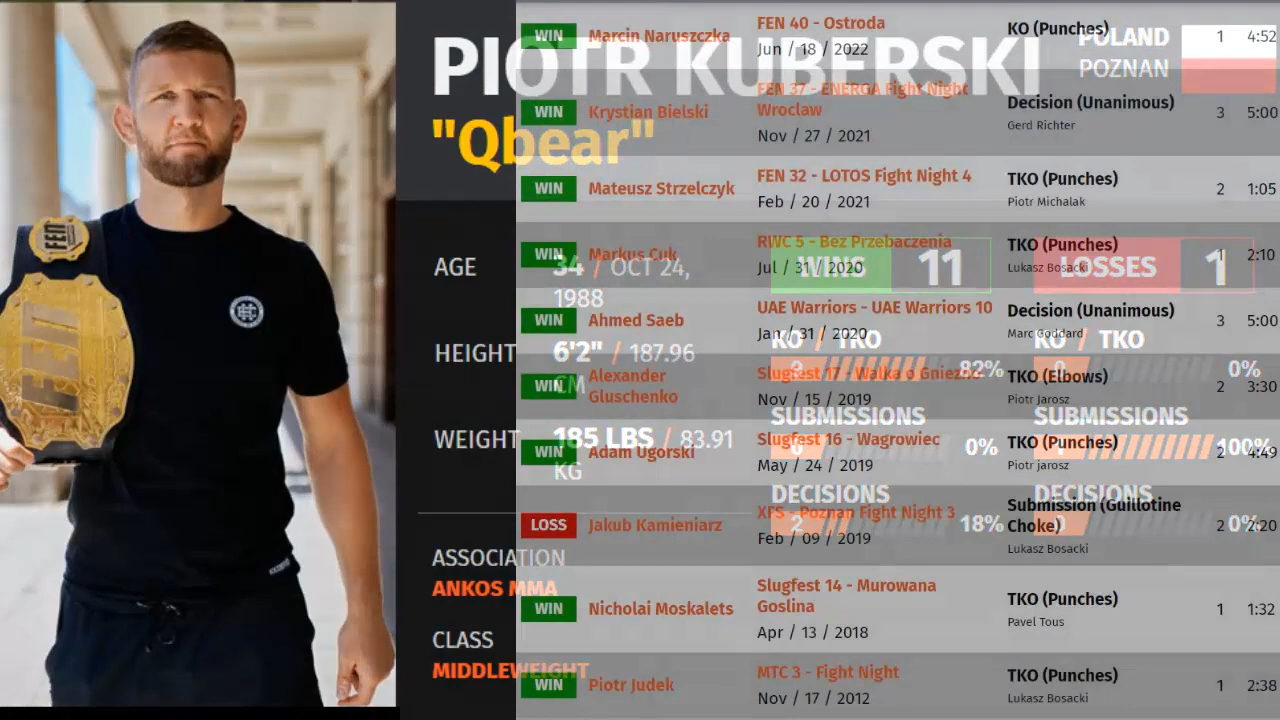 PIOTR KUBERSKI
"Qbear"
POLAND
POZNAN
AGE
34 / OCT 24,
1988
HEIGHT
6'2" / 187.96
CM
WEIGHT
185 LBS / 83.91
KG
ASSOCIATION
ANKOS MMA
CLASS
MIDDLEWEIGHT
WINS 11
KO / TKO
82%
SUBMISSIONS
0 0%
DECISIONS
2 18%
LOSSES 1
KO / TKO
0 0%
SUBMISSIONS
100%
DECISIONS
0 0%
WIN Marcin Naruszczka FEN 40 - Ostroda KO (Punches) 1 4:52
Jun / 18 / 2022
WIN Krystian Bielski FEN 37 - ENERGA Fight Night Decision (Unanimous) 3 5:00
Wroclaw Gerd Richter
Nov / 27 / 2021
WIN Mateusz Strzelczyk FEN 32 - LOTOS Fight Night 4 TKO (Punches) 2 1:05
Feb / 20 / 2021 Piotr Michalak
WIN Markus Cuk RWC 5 - Bez Przebaczenia TKO (Punches) 1 2:10
Jul / 31 / 2020 Lukasz Bosacki
WIN Ahmed Saeb UAE Warriors - UAE Warriors 10 Decision (Unanimous) 3 5:00
Jan / 31 / 2020 Marc Goddard
WIN Alexander Slugfest 17 - Walka o Gniezno TKO (Elbows) 2 3:30
Gluschenko Nov / 15 / 2019 Piotr Jarosz
WIN Adam Ugorski Slugfest 16 - Wagrowiec TKO (Punches) 2 4:49
May / 24 / 2019 Piotr jarosz
LOSS Jakub Kamieniarz XFS - Poznan Fight Night 3 Submission (Guillotine 2 2:20
Feb / 09 / 2019 Choke)
Lukasz Bosacki
WIN Nicholai Moskalets Slugfest 14 - Murowana TKO (Punches) 1 1:32
Goslina Pavel Tous
Apr / 13 / 2018
WIN Piotr Judek MTC 3 - Fight Night TKO (Punches) 1 2:38
Nov / 17 / 2012 Lukasz Bosacki
FEN
FEN